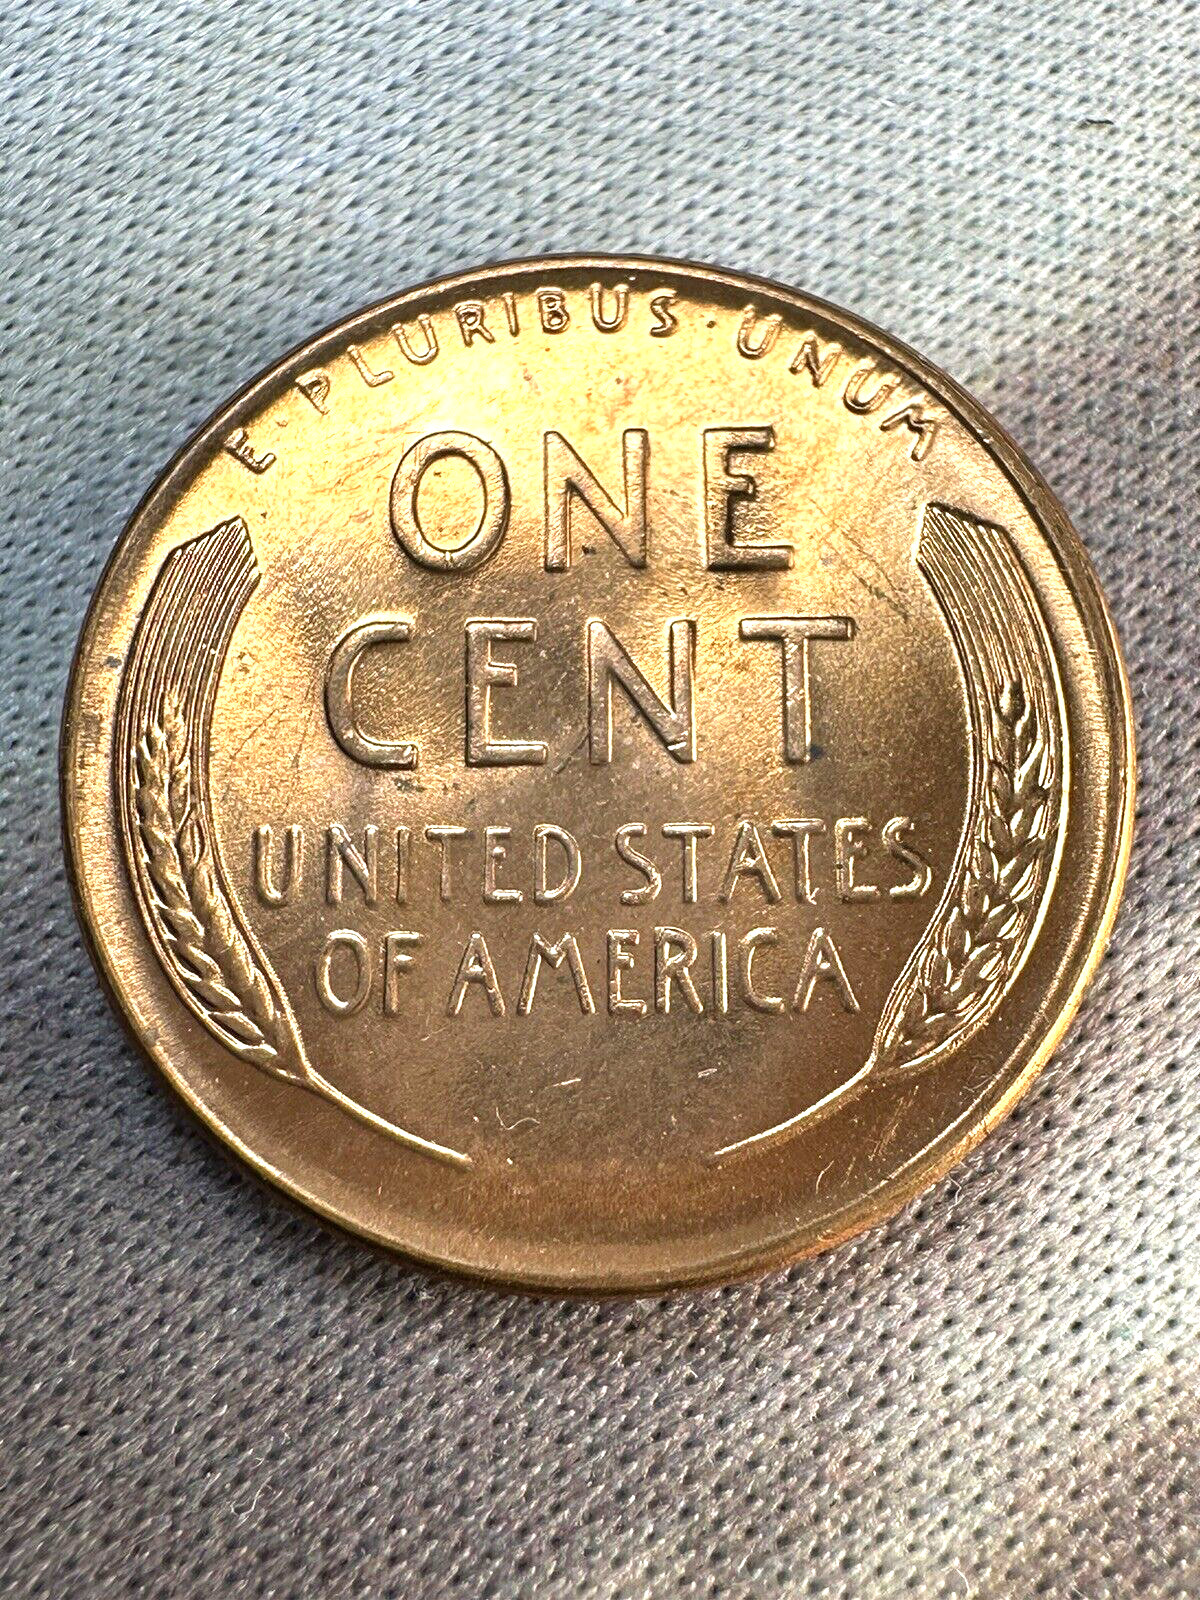 E PLURIBUS·UNUM
ONE
CENT
UNITED STATES
OF AMERICA